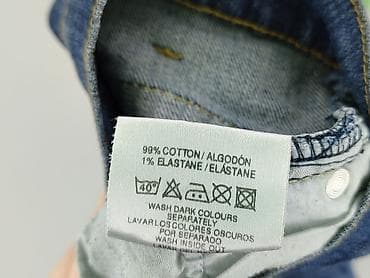 99% COTTON/ALGODÓN
1% ELASTANE/ELASTANE
40°
WASH DARK COLOURS
SEPARATELY
LAVAR LOS COLORES OSCUROS
POR SEPARADO
WASH INSIDE OUT